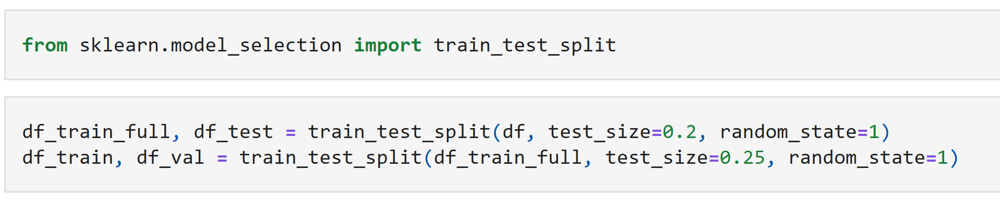 from sklearn.model_selection import train_test_split
df_train_full, df_test = train_test_split(df, test_size=0.2, random_state=1)
df_train, df_val = train_test_split(df_train_full, test_size=0.25, random_state=1)